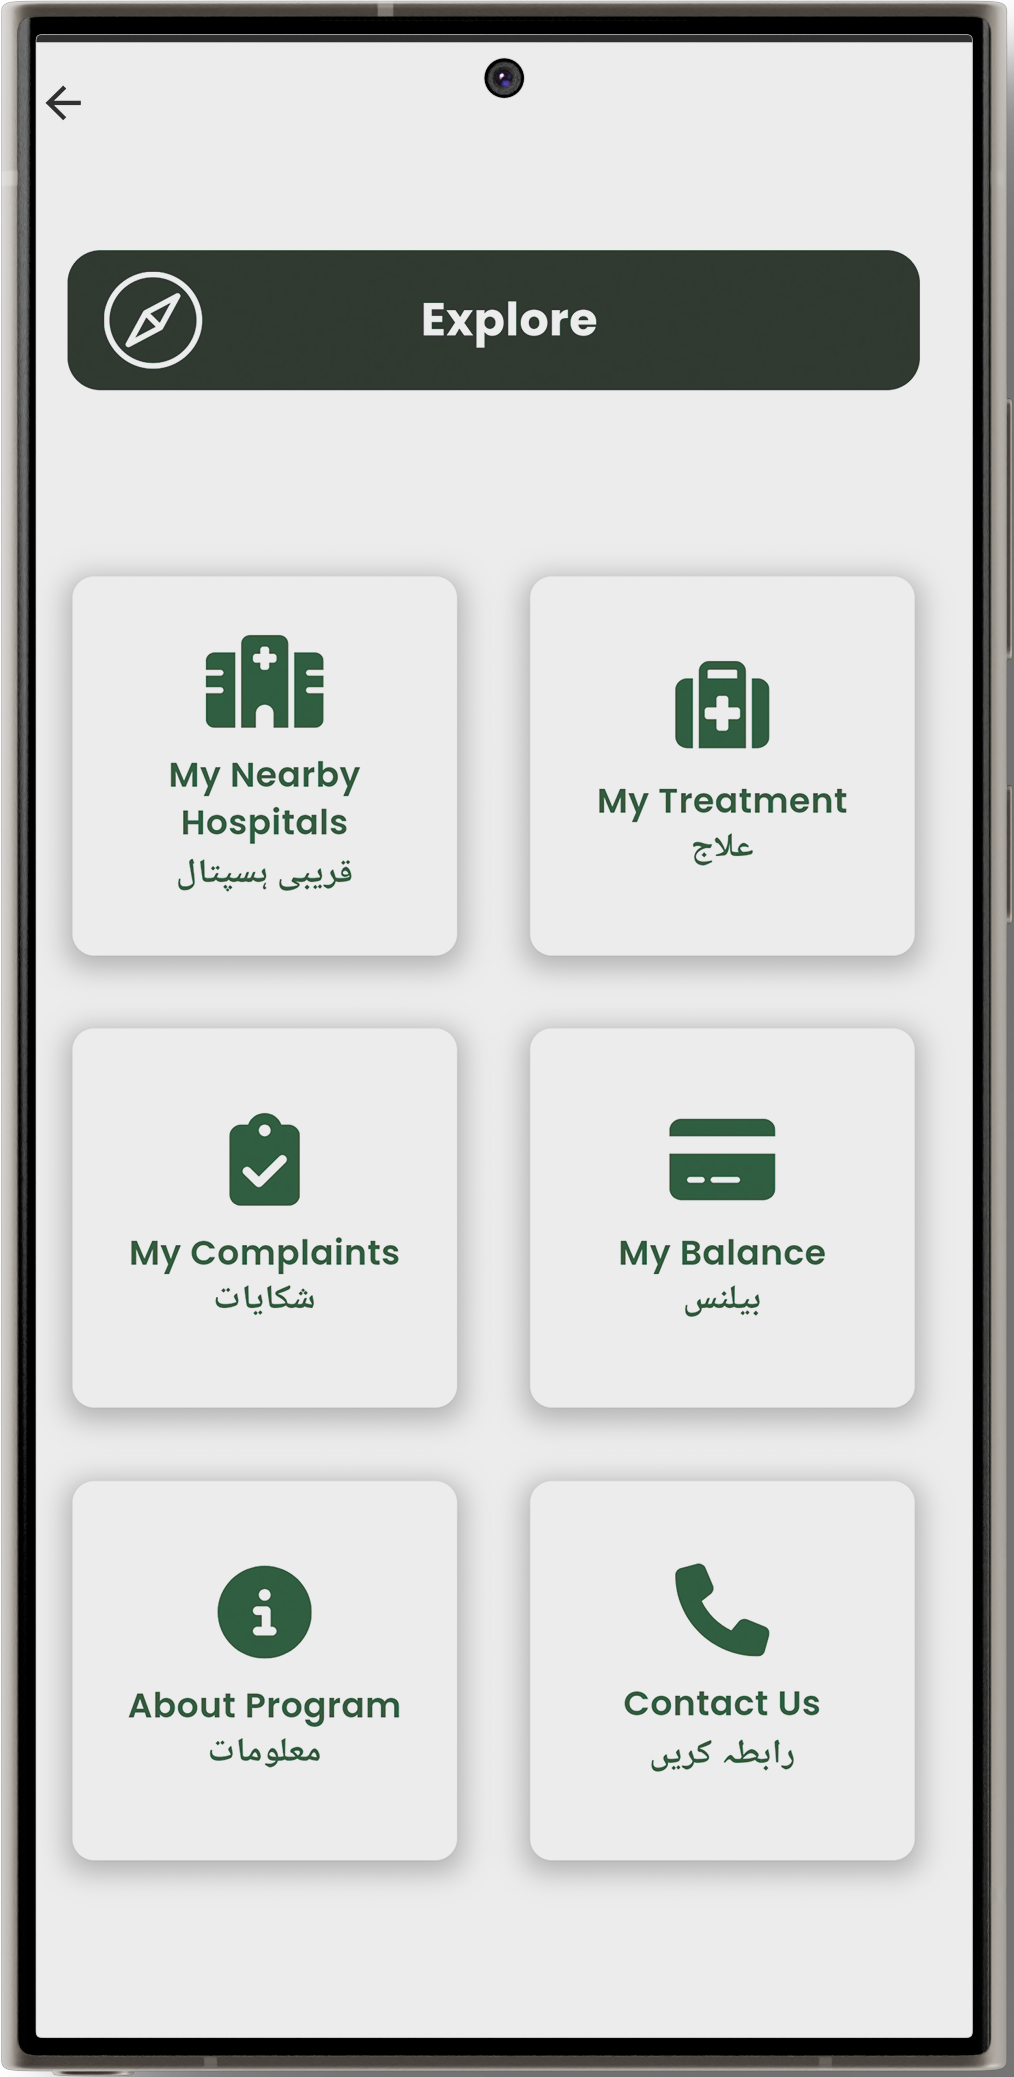 Explore
My Nearby
Hospitals
قریبی ہسپتال
My Treatment
علاج
My Complaints
شکایات
My Balance
بیلنس
About Program
معلومات
Contact Us
رابطہ کریں